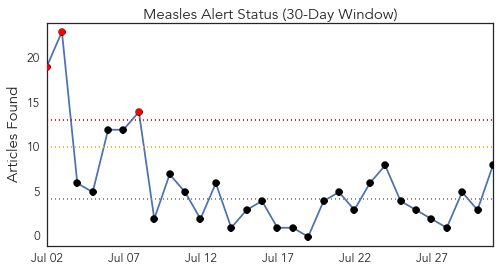 Measles Alert Status (30-Day Window)
Articles Found
20
15
10
5
0
Jul 02 Jul 07 Jul 12 Jul 17 Jul 22 Jul 27